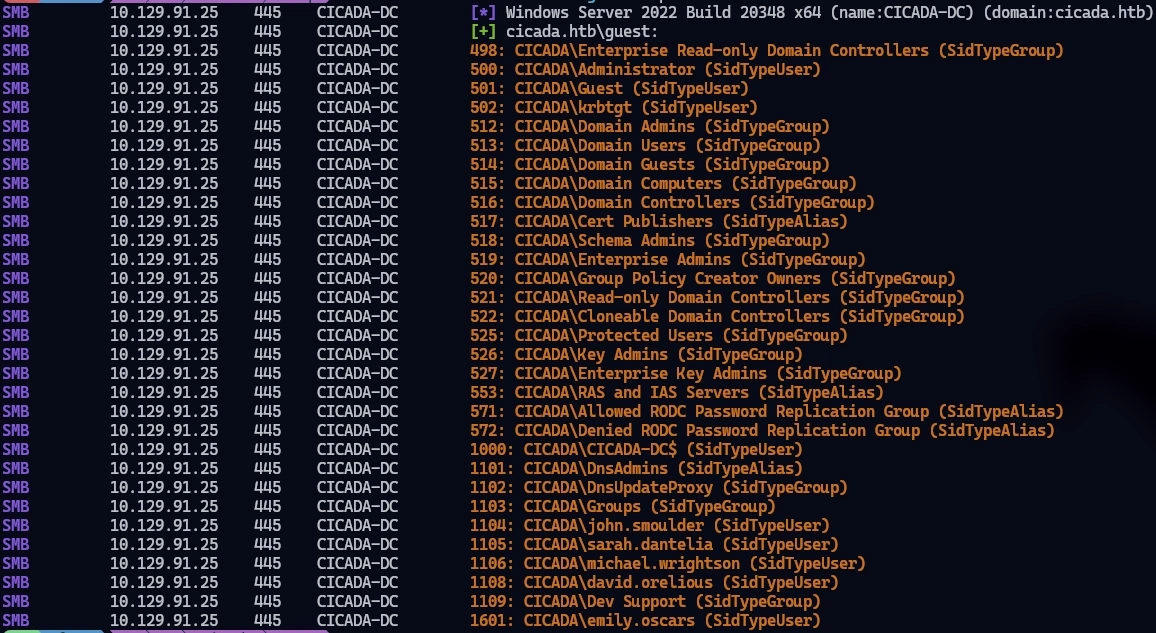 SMB 10.129.91.25 445 CICADA-DC [*] Windows Server 2022 Build 20348 x64 (name:CICADA-DC) (domain:cicada.htb)
SMB 10.129.91.25 445 CICADA-DC [+] cicada.htb\guest:
SMB 10.129.91.25 445 CICADA-DC 498: CICADA\Enterprise Read-only Domain Controllers (SidTypeGroup)
SMB 10.129.91.25 445 CICADA-DC 500: CICADA\Administrator (SidTypeUser)
SMB 10.129.91.25 445 CICADA-DC 501: CICADA\Guest (SidTypeUser)
SMB 10.129.91.25 445 CICADA-DC 502: CICADA\krbtgt (SidTypeUser)
SMB 10.129.91.25 445 CICADA-DC 512: CICADA\Domain Admins (SidTypeGroup)
SMB 10.129.91.25 445 CICADA-DC 513: CICADA\Domain Users (SidTypeGroup)
SMB 10.129.91.25 445 CICADA-DC 514: CICADA\Domain Guests (SidTypeGroup)
SMB 10.129.91.25 445 CICADA-DC 515: CICADA\Domain Computers (SidTypeGroup)
SMB 10.129.91.25 445 CICADA-DC 516: CICADA\Domain Controllers (SidTypeGroup)
SMB 10.129.91.25 445 CICADA-DC 517: CICADA\Cert Publishers (SidTypeAlias)
SMB 10.129.91.25 445 CICADA-DC 518: CICADA\Schema Admins (SidTypeGroup)
SMB 10.129.91.25 445 CICADA-DC 519: CICADA\Enterprise Admins (SidTypeGroup)
SMB 10.129.91.25 445 CICADA-DC 520: CICADA\Group Policy Creator Owners (SidTypeGroup)
SMB 10.129.91.25 445 CICADA-DC 521: CICADA\Read-only Domain Controllers (SidTypeGroup)
SMB 10.129.91.25 445 CICADA-DC 522: CICADA\Cloneable Domain Controllers (SidTypeGroup)
SMB 10.129.91.25 445 CICADA-DC 525: CICADA\Protected Users (SidTypeGroup)
SMB 10.129.91.25 445 CICADA-DC 526: CICADA\Key Admins (SidTypeGroup)
SMB 10.129.91.25 445 CICADA-DC 527: CICADA\Enterprise Key Admins (SidTypeGroup)
SMB 10.129.91.25 445 CICADA-DC 553: CICADA\RAS and IAS Servers (SidTypeAlias)
SMB 10.129.91.25 445 CICADA-DC 571: CICADA\Allowed RODC Password Replication Group (SidTypeAlias)
SMB 10.129.91.25 445 CICADA-DC 572: CICADA\Denied RODC Password Replication Group (SidTypeAlias)
SMB 10.129.91.25 445 CICADA-DC 1000: CICADA\CICADA-DC$ (SidTypeUser)
SMB 10.129.91.25 445 CICADA-DC 1101: CICADA\DnsAdmins (SidTypeAlias)
SMB 10.129.91.25 445 CICADA-DC 1102: CICADA\DnsUpdateProxy (SidTypeGroup)
SMB 10.129.91.25 445 CICADA-DC 1103: CICADA\Groups (SidTypeGroup)
SMB 10.129.91.25 445 CICADA-DC 1104: CICADA\john.smoulder (SidTypeUser)
SMB 10.129.91.25 445 CICADA-DC 1105: CICADA\sarah.dantelia (SidTypeUser)
SMB 10.129.91.25 445 CICADA-DC 1106: CICADA\michael.wrightson (SidTypeUser)
SMB 10.129.91.25 445 CICADA-DC 1108: CICADA\david.orelious (SidTypeUser)
SMB 10.129.91.25 445 CICADA-DC 1109: CICADA\Dev Support (SidTypeGroup)
SMB 10.129.91.25 445 CICADA-DC 1601: CICADA\emily.oscars (SidTypeUser)